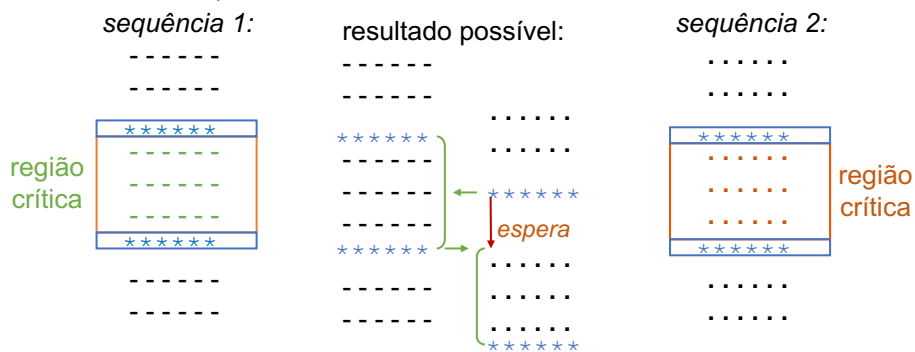 sequência 1:
resultado possível:
sequência 2:
região
crítica
espera
região
crítica